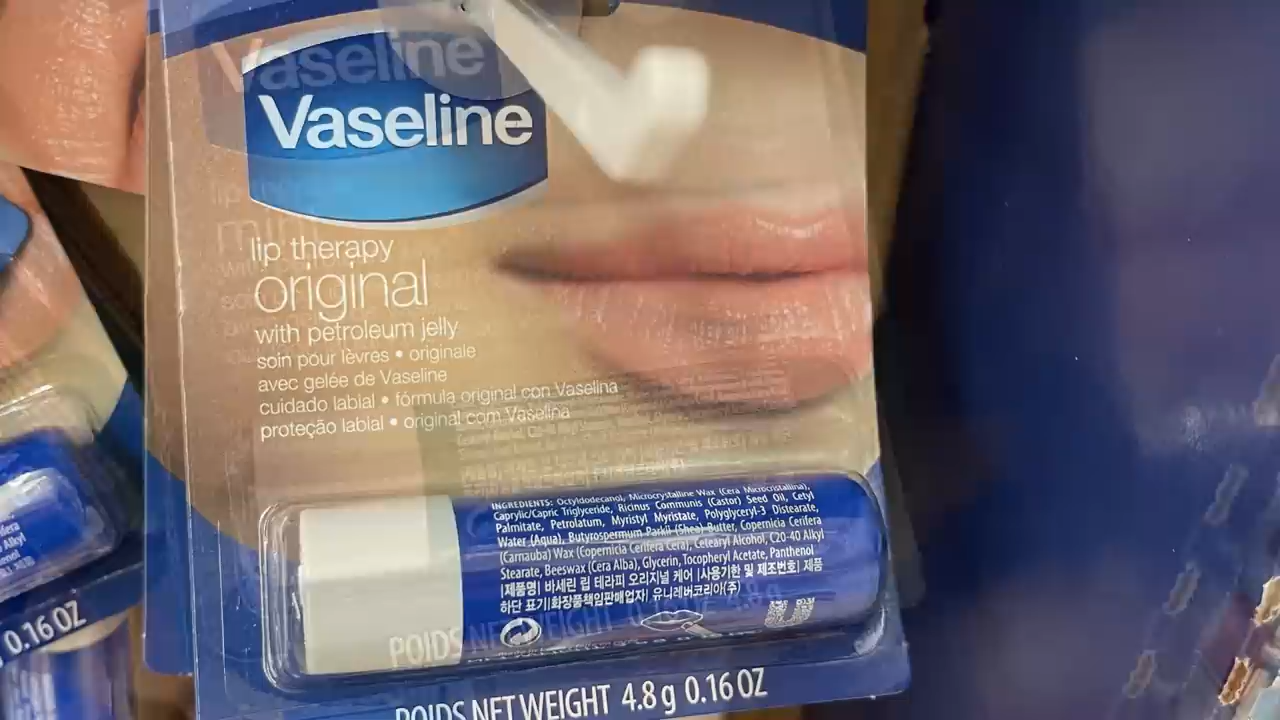 Vaseline
Vaseline
lip therapy
original
with petroleum jelly
soin pour lèvres • originale
avec gelée de Vaseline
cuidado labial • fórmula original con Vaselina
proteção labial • original com Vaselina
INGREDIENTS: Octyldodecanol, Microcrystalline Wax (Cera Microcristallina),
Caprylic/Capric Triglyceride, Ricinus Communis (Castor) Seed Oil, Cetyl
Palmitate, Petrolatum, Myristyl Myristate, Polyglyceryl-3 Distearate,
Water (Aqua), Butyrospermum Parkii (Shea) Butter, Copernicia Cerifera
(Carnauba) Wax (Copernicia Cerifera Cera), Cetearyl Alcohol, C20-40 Alkyl
Stearate, Beeswax (Cera Alba), Glycerin, Tocopheryl Acetate, Panthenol
|제품명| 바세린 립 테라피 오리지널 케어 |사용기한 및 제조번호| 제품
하단 표기|화장품책임판매업자| 유니레버코리아(주)
POIDS NET WEIGHT 4.8 g
POIDS NET WEIGHT 4.8 g 0.16 OZ
0.16 OZ